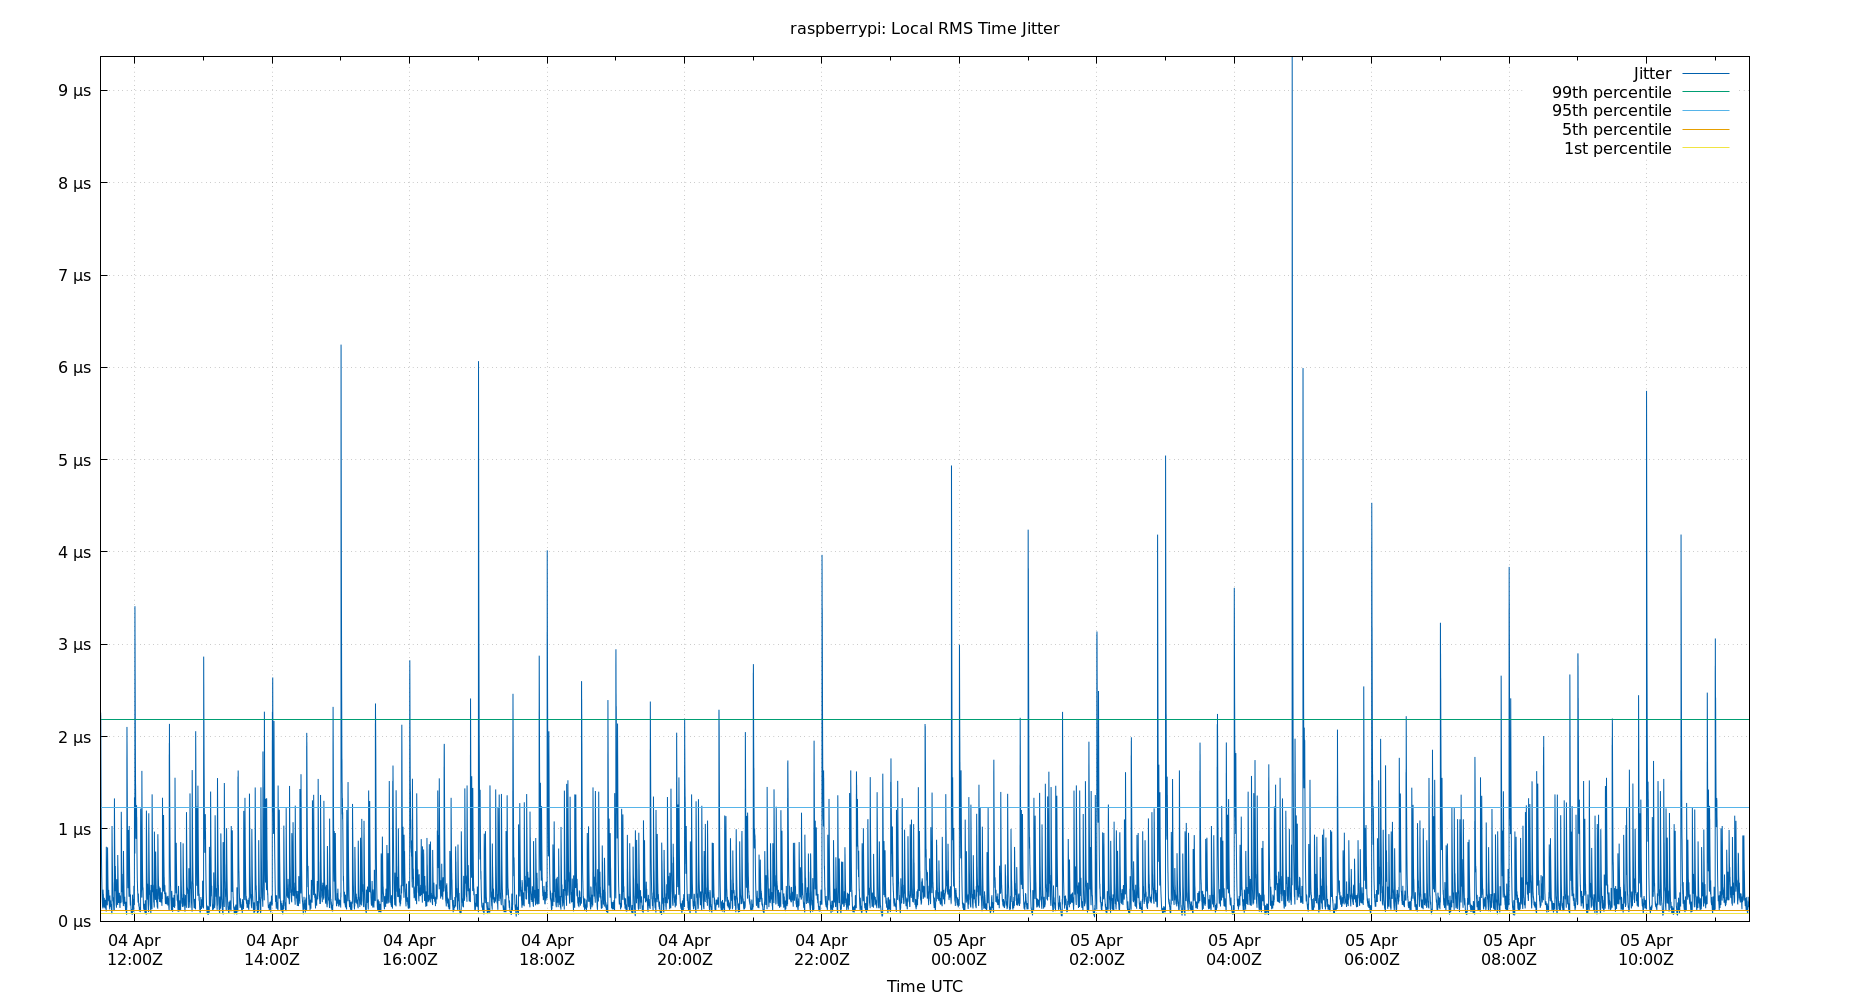 raspberrypi: Local RMS Time Jitter
Jitter
99th percentile
95th percentile
5th percentile
1st percentile
9 μs
8 μs
7 μs
6 μs
5 μs
4 μs
3 μs
2 μs
1 μs
0 μs
04 Apr 04 Apr 04 Apr 04 Apr 04 Apr 04 Apr 05 Apr 05 Apr 05 Apr 05 Apr 05 Apr 05 Apr
12:00Z 14:00Z 16:00Z 18:00Z 20:00Z 22:00Z 00:00Z 02:00Z 04:00Z 06:00Z 08:00Z 10:00Z
Time UTC